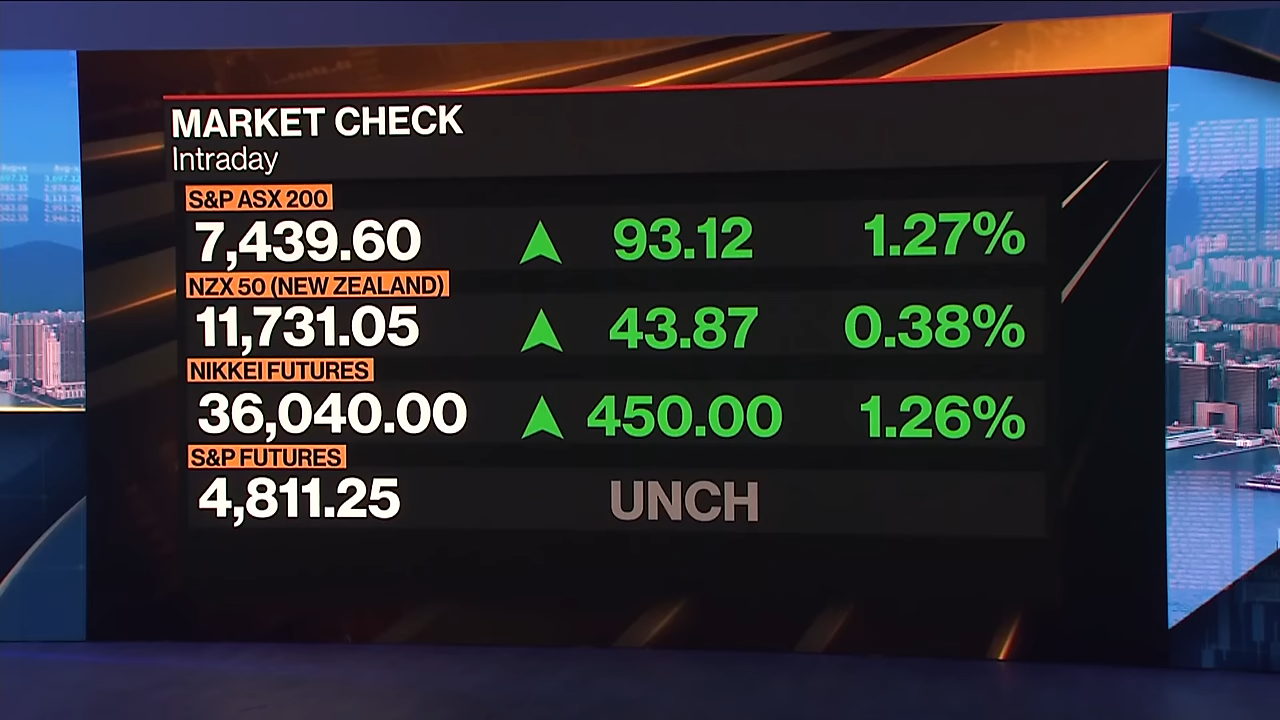 MARKET CHECK
Intraday
S&P ASX 200
7,439.60 ▲ 93.12 1.27%
NZX 50 (NEW ZEALAND)
11,731.05 ▲ 43.87 0.38%
NIKKEI FUTURES
36,040.00 ▲ 450.00 1.26%
S&P FUTURES
4,811.25 UNCH